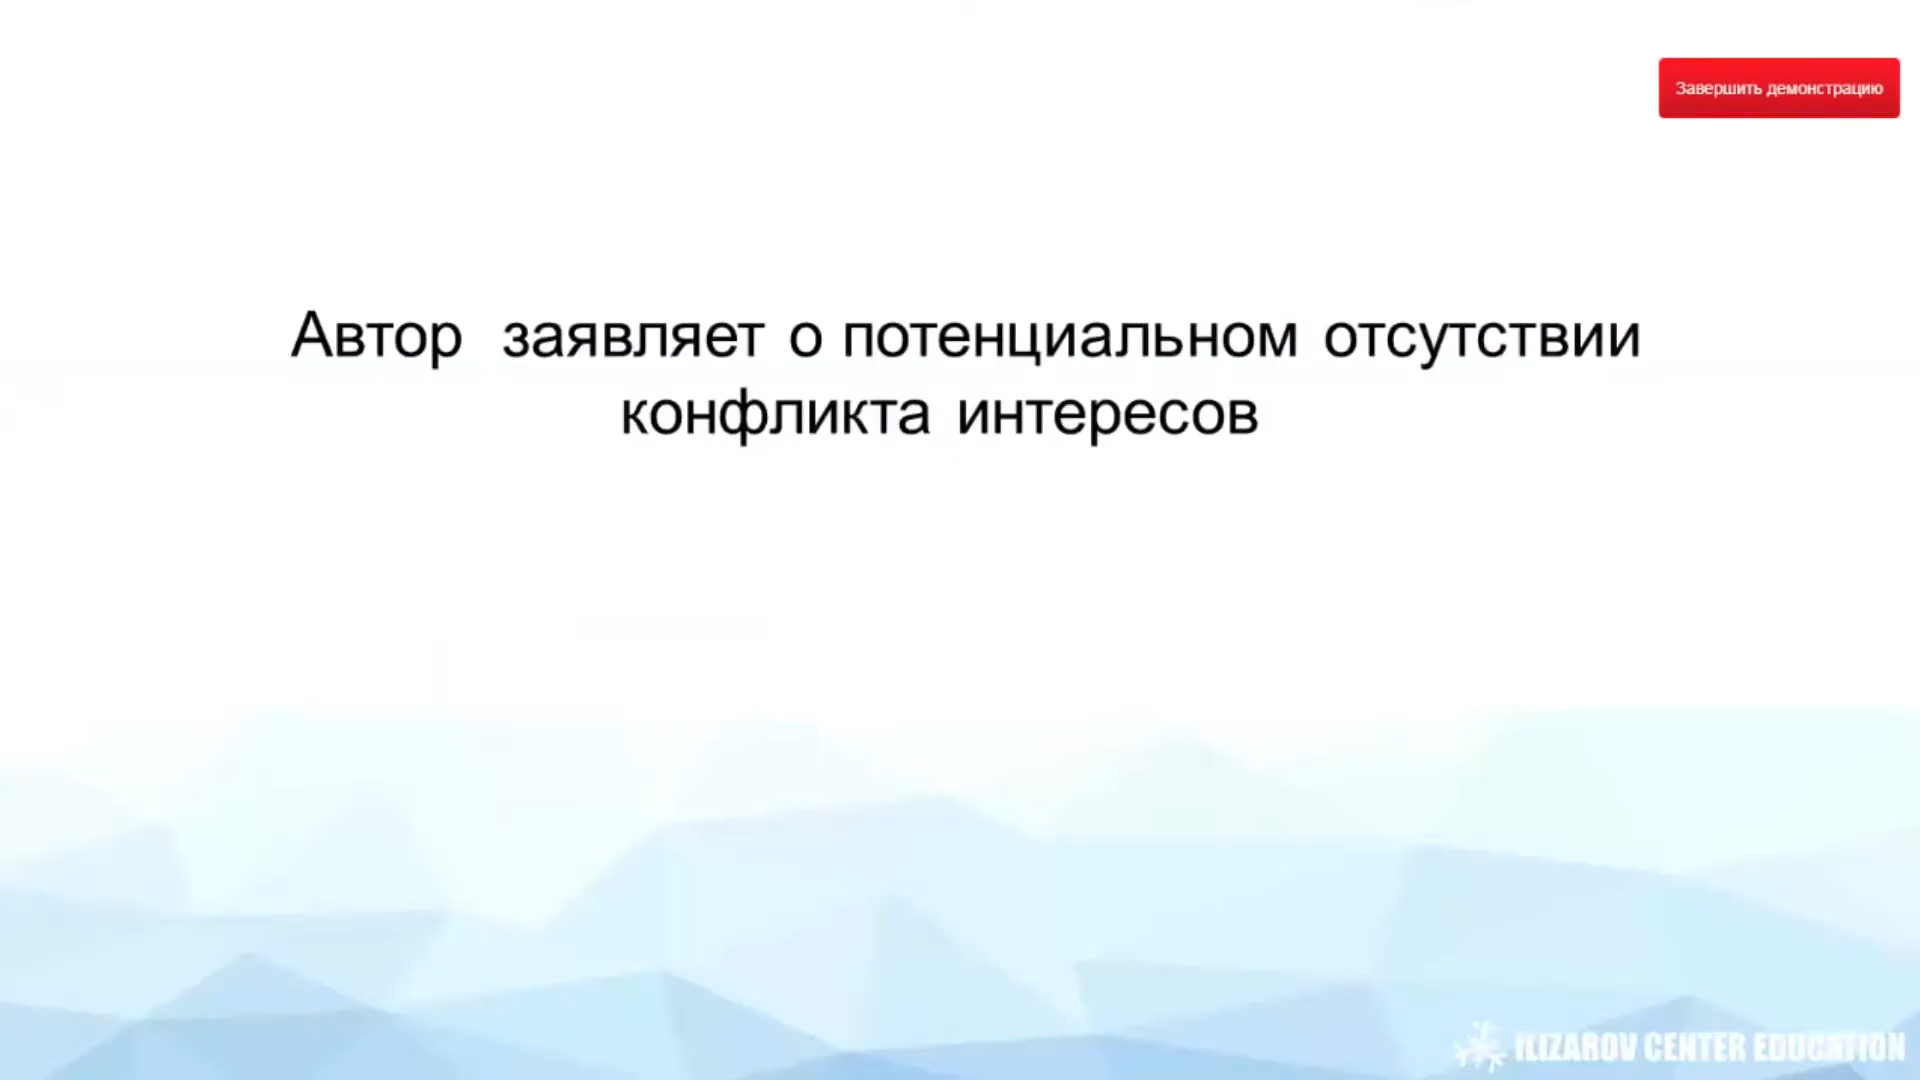 Завершить демонстрацию
Автор заявляет о потенциальном отсутствии
конфликта интересов
ILIZAROV CENTER EDUCATION